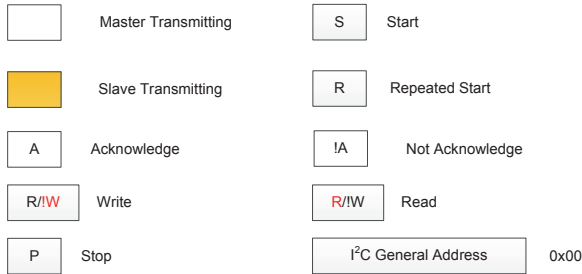 Master Transmitting
S Start
Slave Transmitting
R Repeated Start
A Acknowledge
!A Not Acknowledge
R/!W Write
R/!W Read
P Stop
I²C General Address 0x00